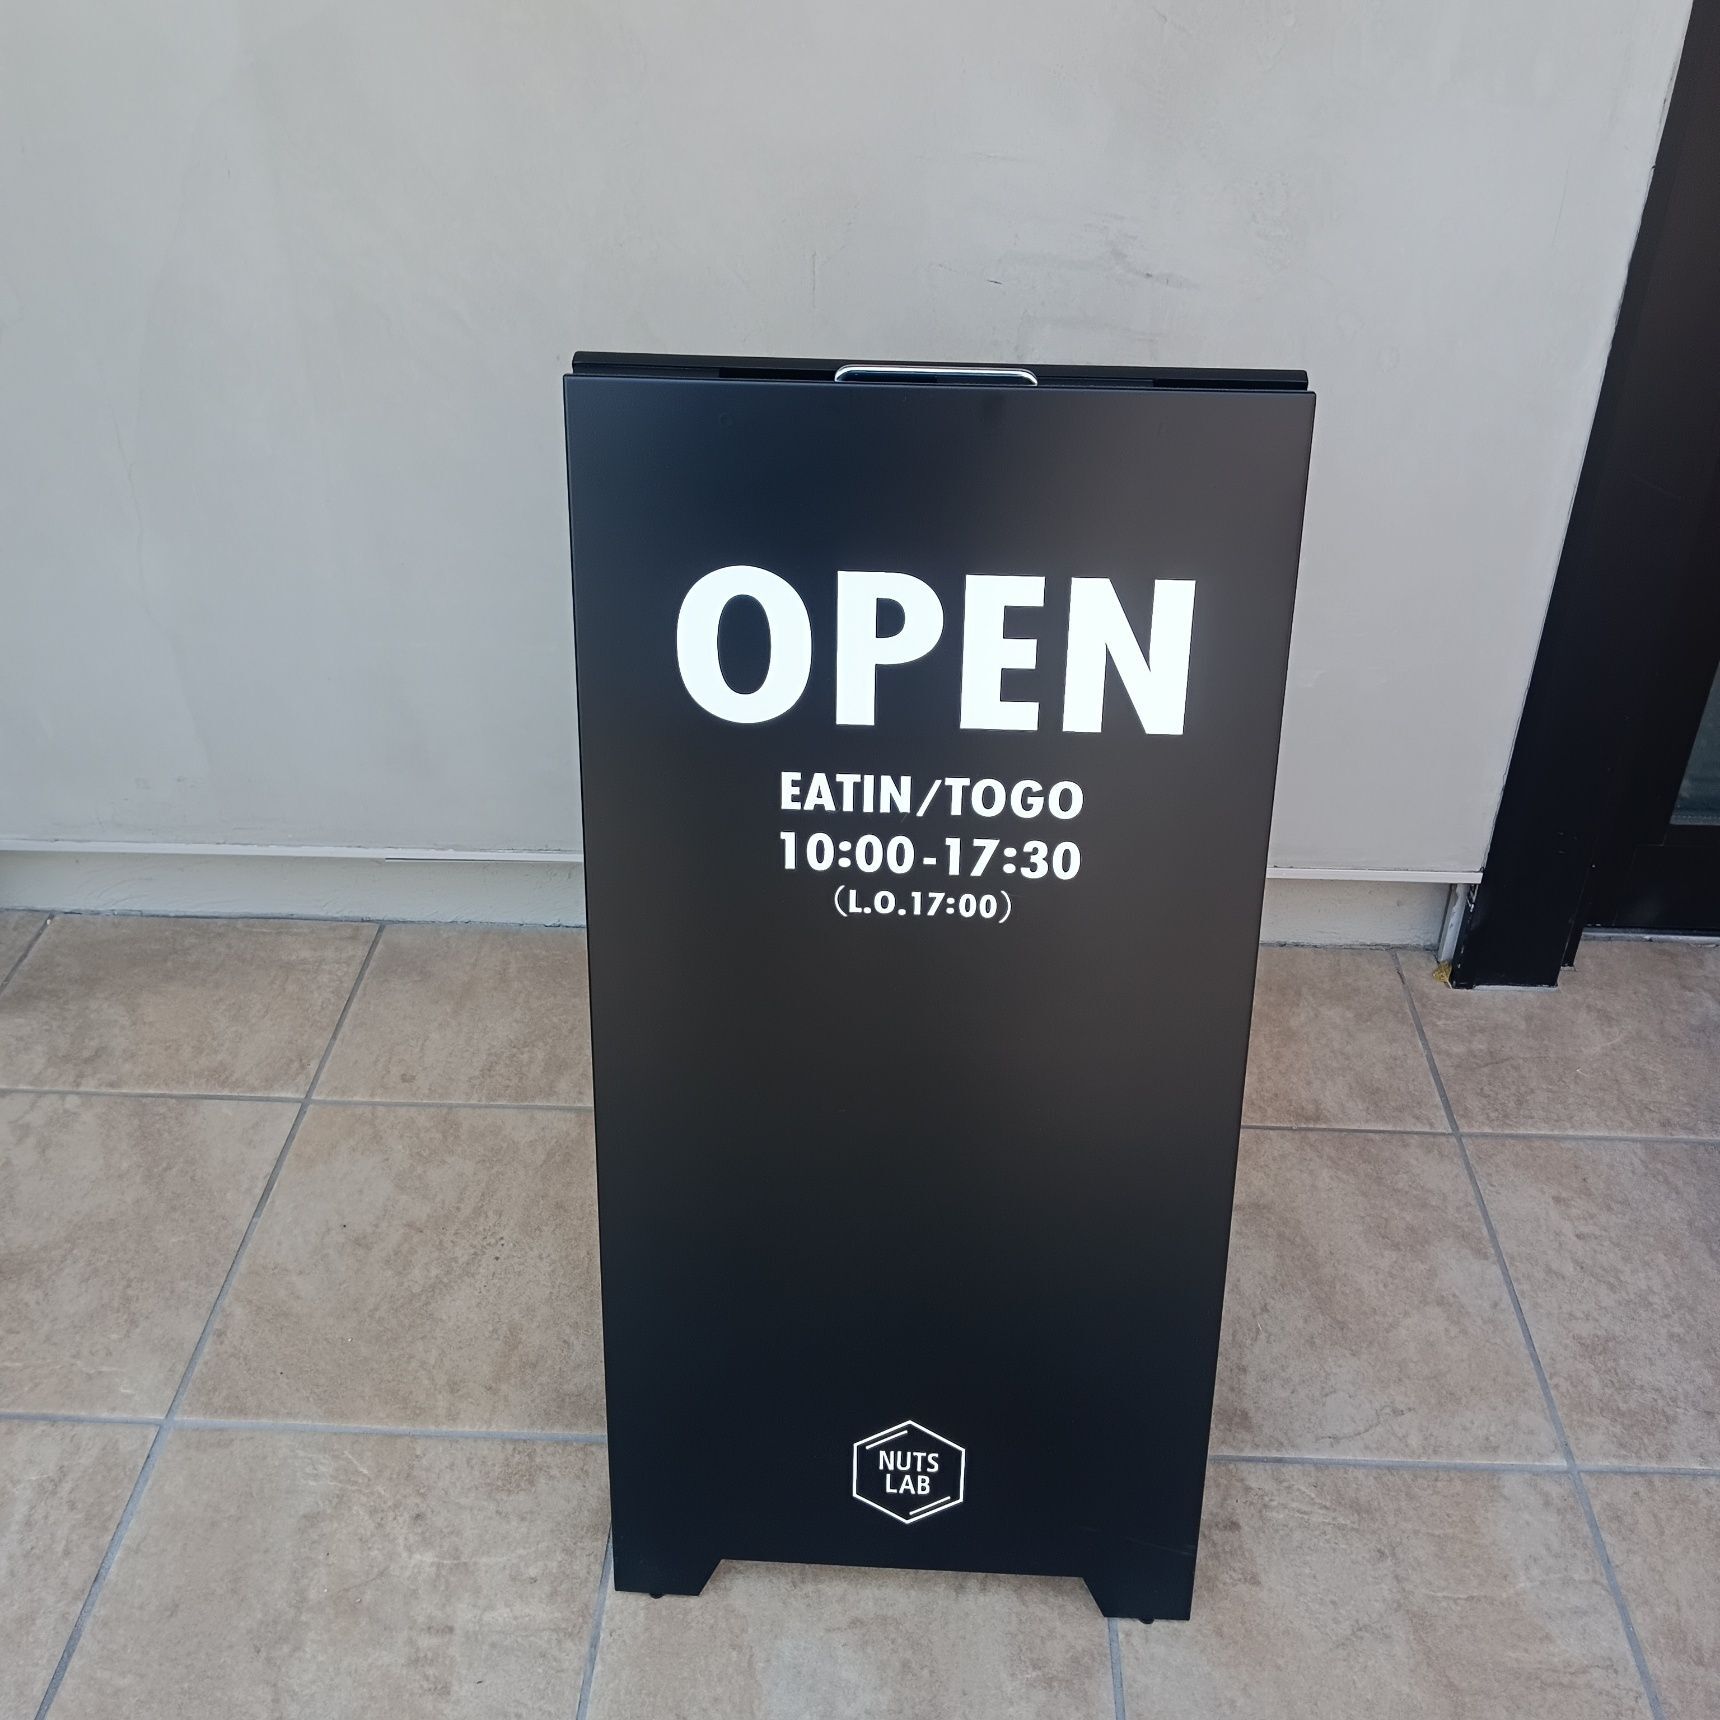 OPEN
EATIN/TOGO
10:00-17:30
(L.O.17:00)
NUTS
LAB